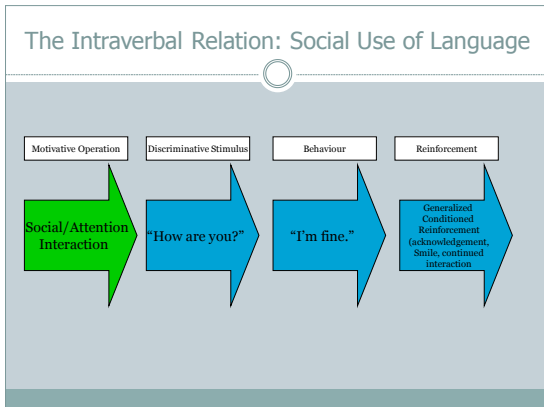 The Intraverbal Relation: Social Use of Language
Motivative Operation
Discriminative Stimulus
Behaviour
Reinforcement
Social/Attention
Interaction
“How are you?”
“I’m fine.”
Generalized
Conditioned
Reinforcement
(acknowledgement,
Smile, continued
interaction